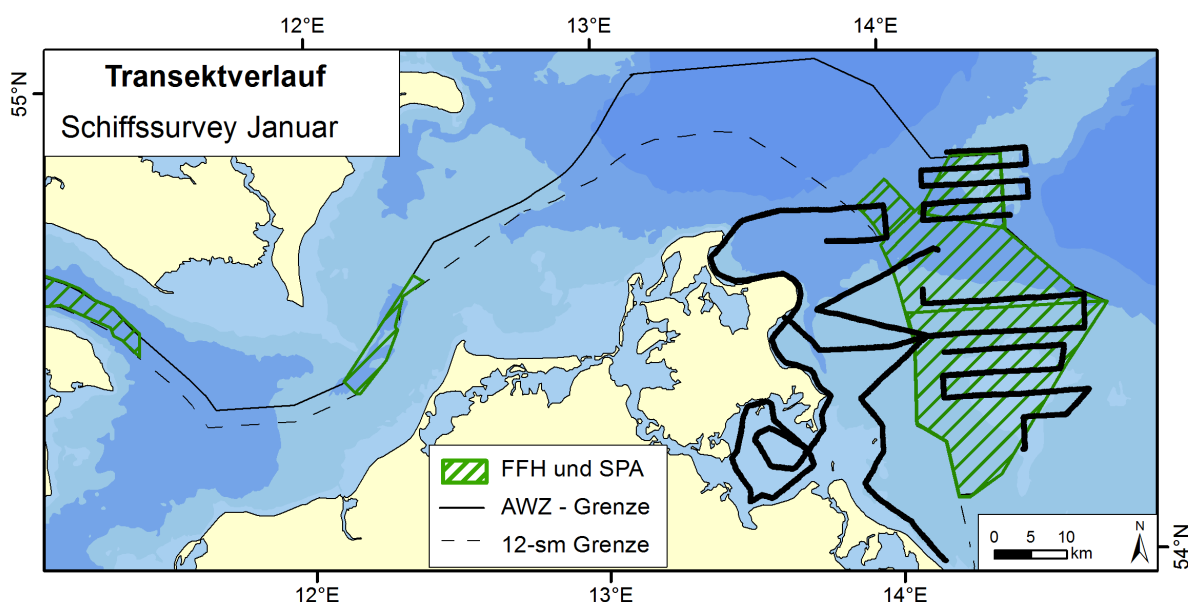 12°E 13°E 14°E
Transektverlauf
Schiffssurvey Januar
55°N
FFH und SPA
AWZ - Grenze
12-sm Grenze
N
0 5 10
km
54°N
12°E 13°E 14°E